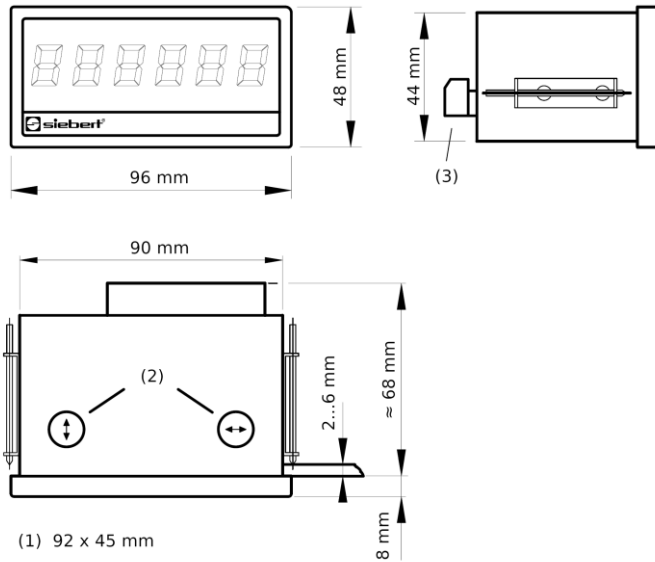 siebert®
96 mm
48 mm
44 mm
(3)
90 mm
(2)
2...6 mm
≈ 68 mm
8 mm
(1) 92 x 45 mm